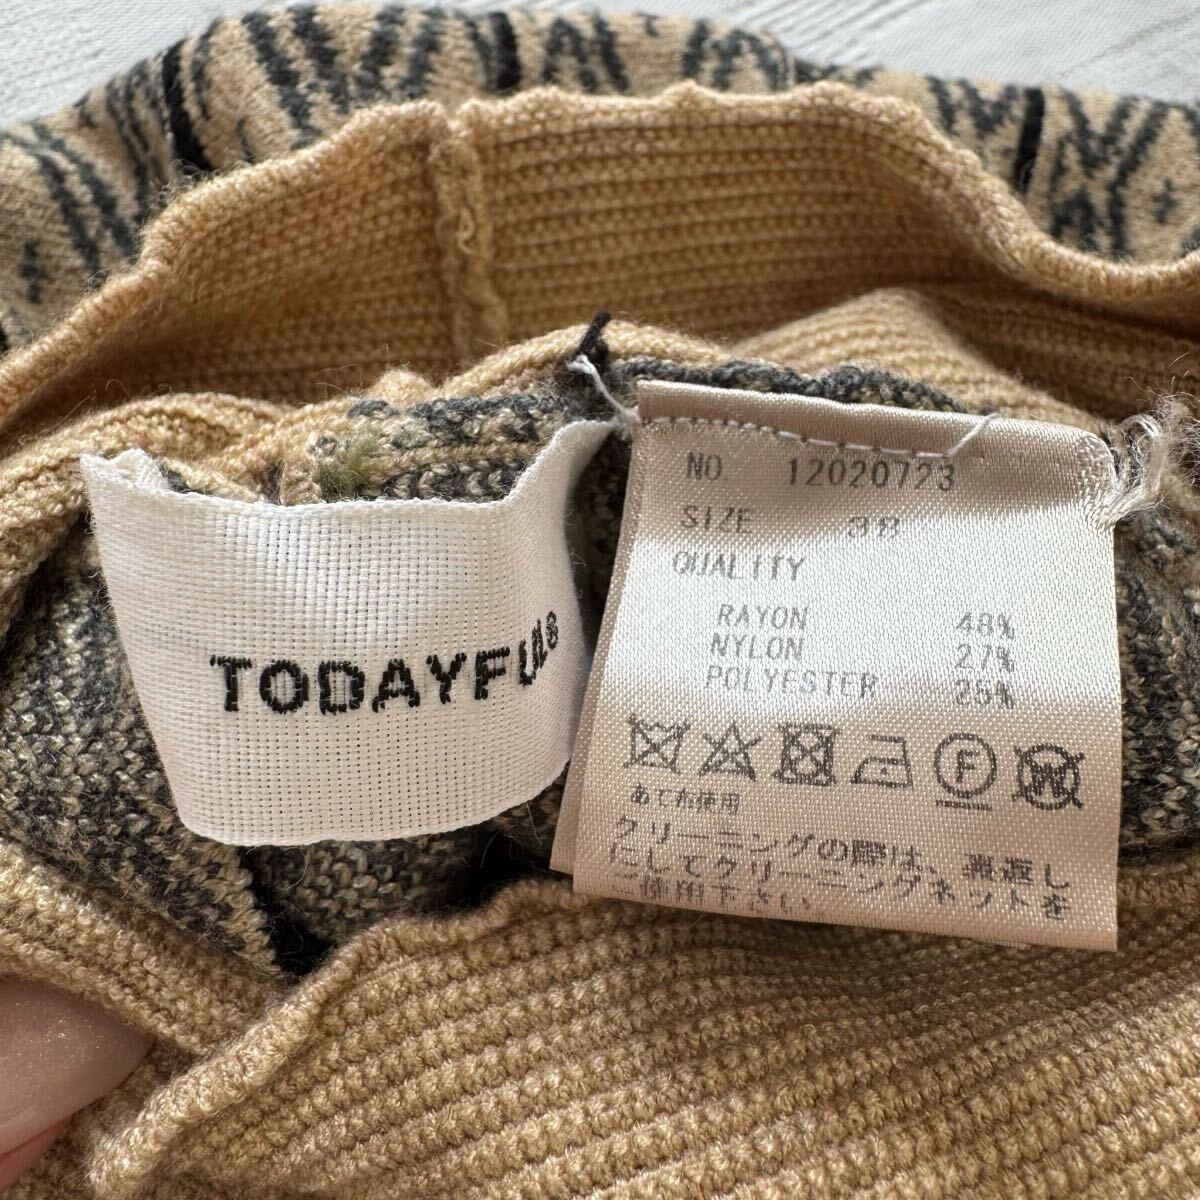 TODAYFUL
NO 12020723
SIZE 38
QUALITY
RAYON 48%
NYLON 27%
POLYESTER 25%
F
W
あて布使用
クリーニングの際は、裏返し
にしてクリーニングネットを
ご使用下さい